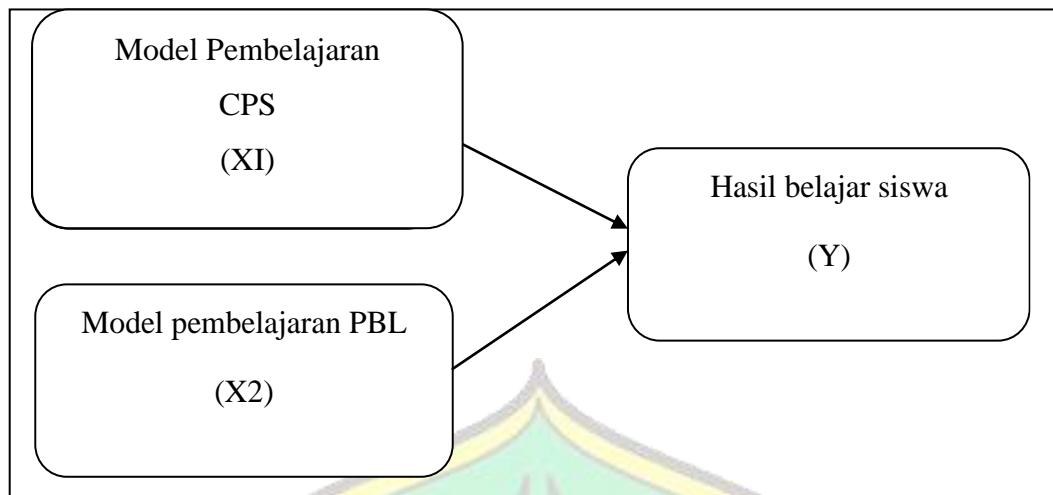 Model Pembelajaran
CPS
(XI)
Hasil belajar siswa
(Y)
Model pembelajaran PBL
(X2)